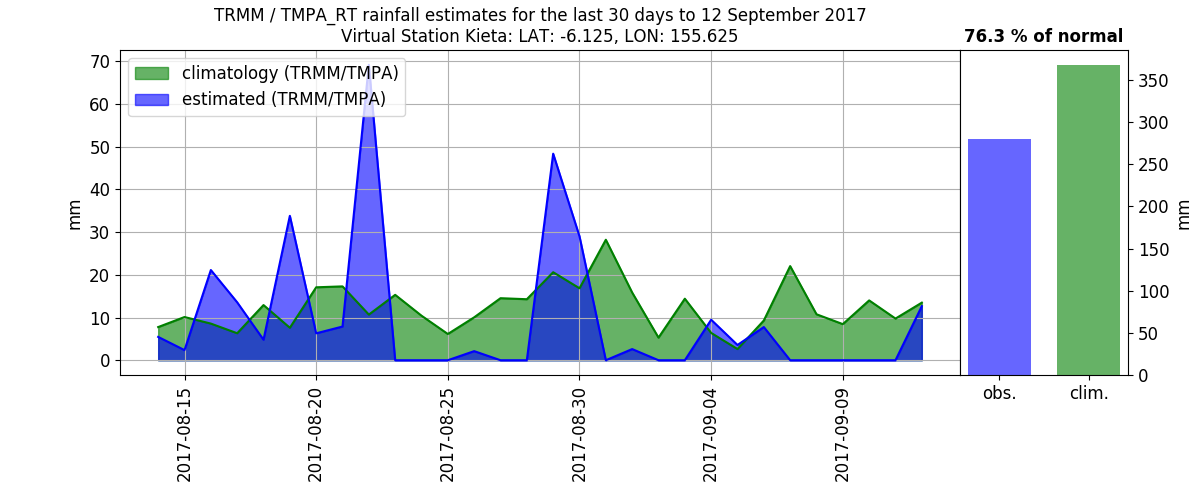 TRMM / TMPA_RT rainfall estimates for the last 30 days to 12 September 2017
Virtual Station Kieta: LAT: -6.125, LON: 155.625
76.3 % of normal
climatology (TRMM/TMPA)
estimated (TRMM/TMPA)
mm
70
60
50
40
30
20
10
0
2017-08-15
2017-08-20
2017-08-25
2017-08-30
2017-09-04
2017-09-09
350
300
250
200
150
100
50
0
mm
obs.
clim.